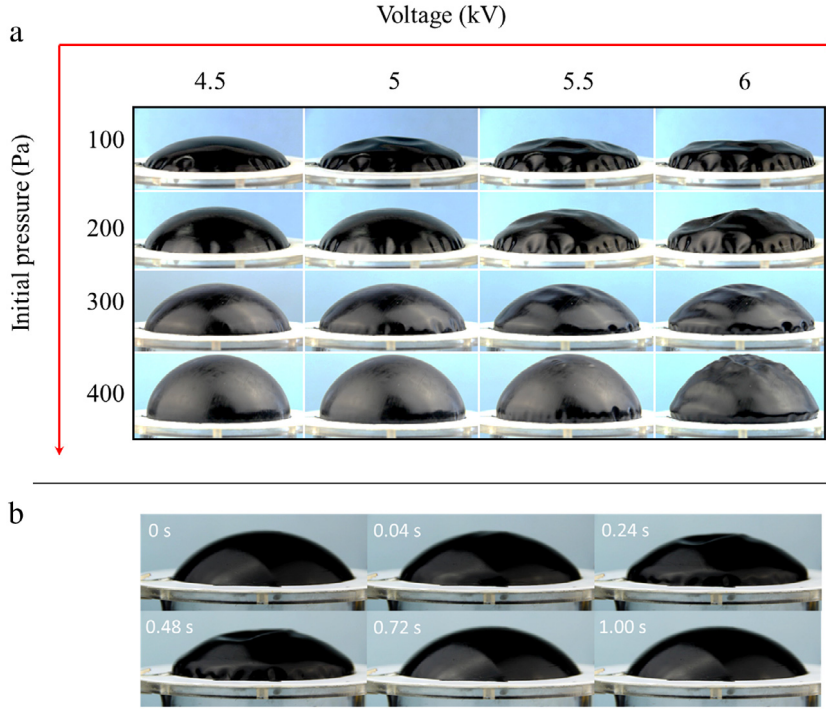 a
Voltage (kV)
4.5 5 5.5 6
Initial pressure (Pa)
100
200
300
400
b
0 s 0.04 s 0.24 s
0.48 s 0.72 s 1.00 s